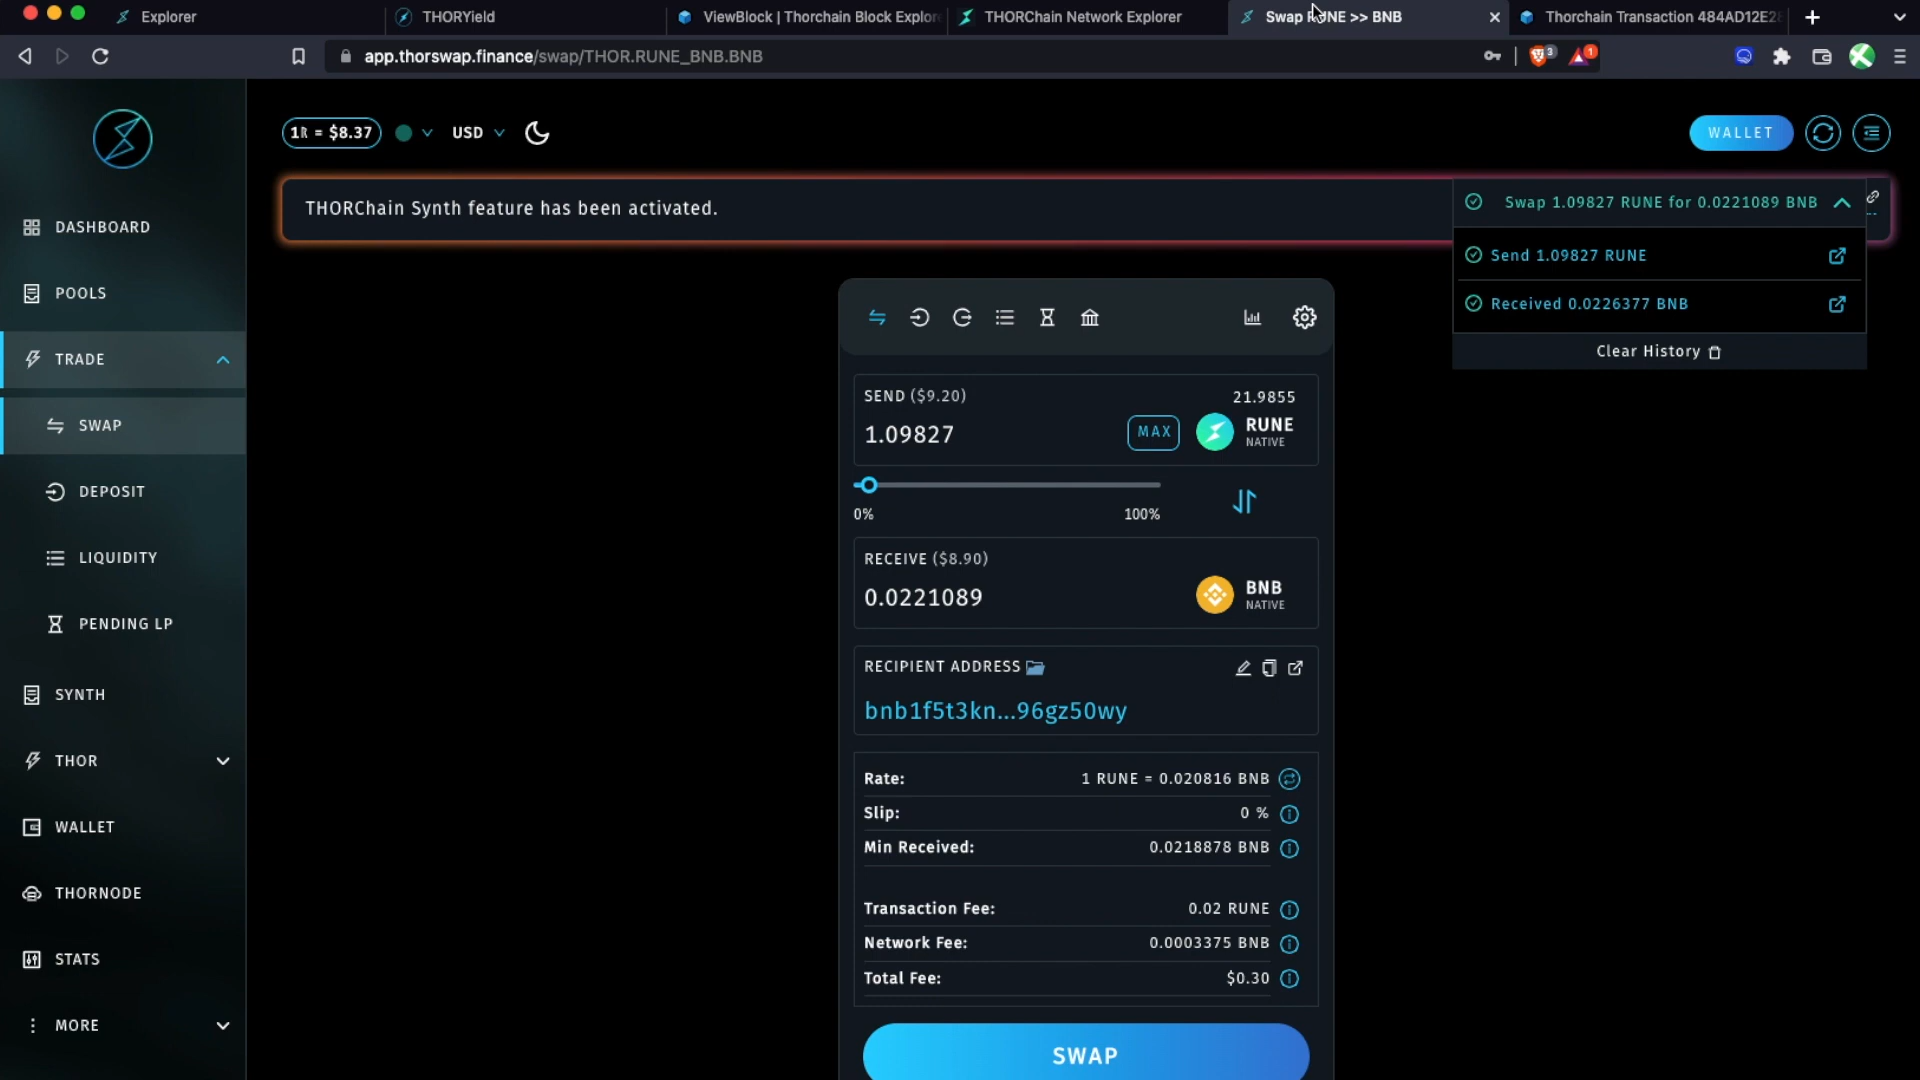 Explorer
THORYield
ViewBlock | Thorchain Block Explor
THORChain Network Explorer
Swap RUNE >> BNB
Thorchain Transaction 484AD12E2
app.thorswap.finance/swap/THOR.RUNE_BNB.BNB
3
1
1R = $8.37
USD
WALLET
THORChain Synth feature has been activated.
Swap 1.09827 RUNE for 0.0221089 BNB
Send 1.09827 RUNE
Received 0.0226377 BNB
Clear History
DASHBOARD
POOLS
TRADE
SWAP
DEPOSIT
LIQUIDITY
PENDING LP
SYNTH
THOR
WALLET
THORNODE
STATS
MORE
SEND ($9.20)
21.9855
1.09827
MAX
RUNE
NATIVE
0%
100%
RECEIVE ($8.90)
0.0221089
BNB
NATIVE
RECIPIENT ADDRESS
bnb1f5t3kn...96gz50wy
Rate:
1 RUNE = 0.020816 BNB
Slip:
0 %
Min Received:
0.0218878 BNB
Transaction Fee:
0.02 RUNE
Network Fee:
0.0003375 BNB
Total Fee:
$0.30
SWAP